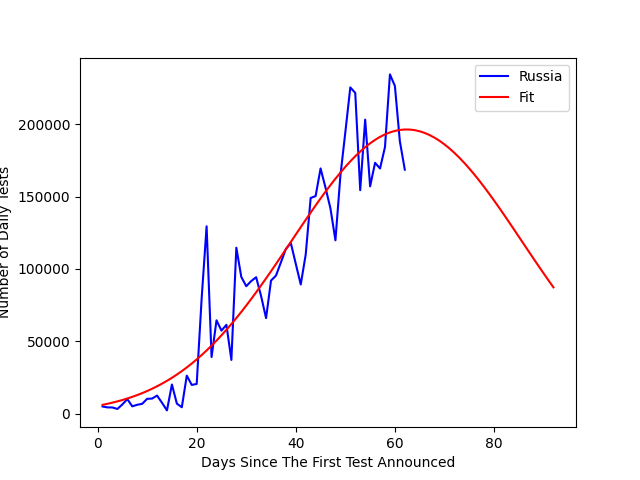 Russia
Fit
200000
150000
100000
50000
0
Number of Daily Tests
0 20 40 60 80
Days Since The First Test Announced